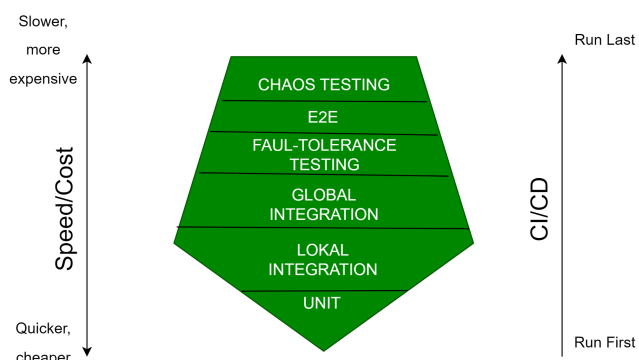 Slower,
more
expensive
Run Last
CHAOS TESTING
E2E
FAUL-TOLERANCE
TESTING
GLOBAL
INTEGRATION
LOKAL
INTEGRATION
UNIT
Speed/Cost
CI/CD
Quicker,
cheaper
Run First